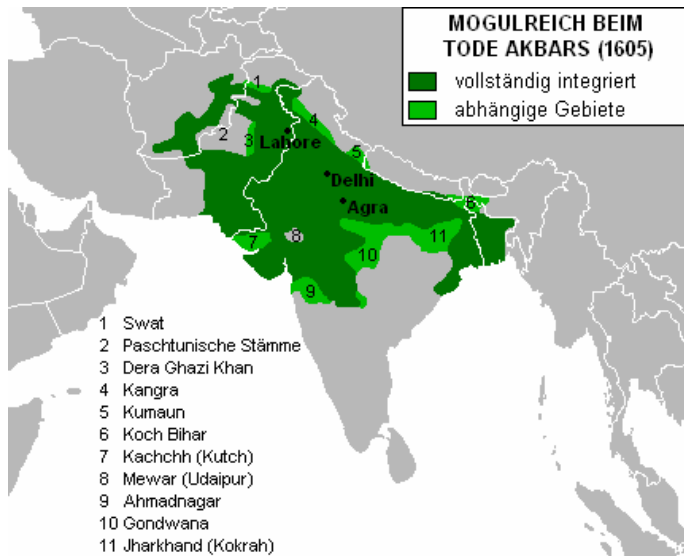 MOGULREICH BEIM
TODE AKBARS (1605)
vollständig integriert
abhängige Gebiete
1
2
3
4
Lahore
5
Delhi
6
Agra
7
8
10
11
9
1 Swat
2 Paschtunische Stämme
3 Dera Ghazi Khan
4 Kangra
5 Kumaun
6 Koch Bihar
7 Kachchh (Kutch)
8 Mewar (Udaipur)
9 Ahmadnagar
10 Gondwana
11 Jharkhand (Kokrah)